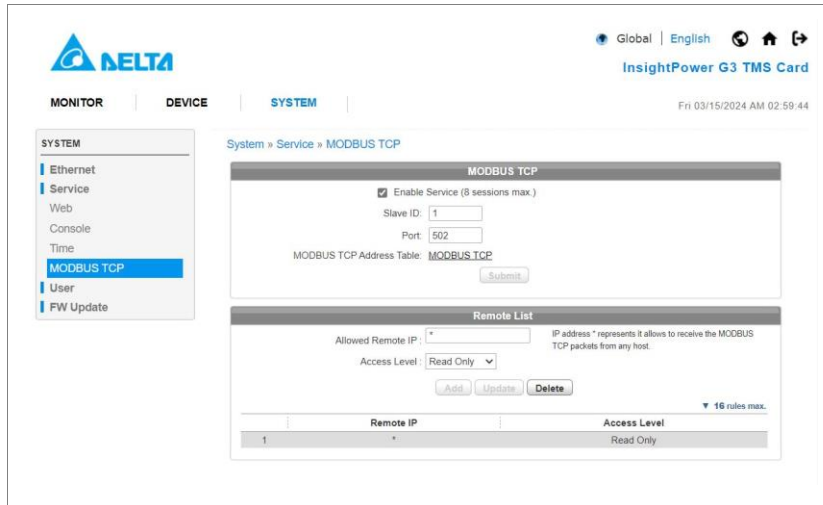 Global | English
DELTA
InsightPower G3 TMS Card
MONITOR DEVICE SYSTEM Fri 03/15/2024 AM 02:59:44
SYSTEM
Ethernet
Service
Web
Console
Time
MODBUS TCP
User
FW Update
System » Service » MODBUS TCP
MODBUS TCP
Enable Service (8 sessions max.)
Slave ID: 1
Port: 502
MODBUS TCP Address Table: MODBUS TCP
Submit
Remote List
Allowed Remote IP : *
IP address * represents it allows to receive the MODBUS
TCP packets from any host.
Access Level : Read Only
Add Update Delete
▼ 16 rules max.
Remote IP Access Level
1 * Read Only